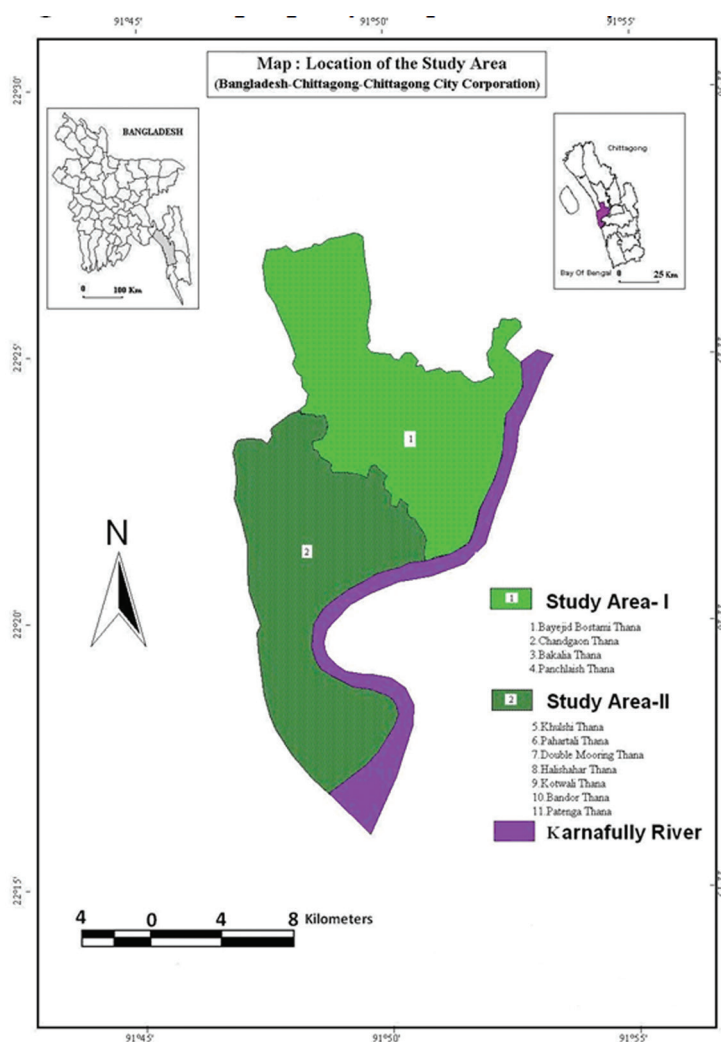 91°45' 91°50' 91°55'
Map : Location of the Study Area
(Bangladesh-Chittagong-Chittagong City Corporation)
22°30'
BANGLADESH
0 100 Km
Chittagong
Bay Of Bengal 0 25 Km
22°25'
1
2
N
22°20'
1 Study Area- I
1.Bayejid Bostami Thana
2.Chandgaon Thana
3.Bakalia Thana
4.Panchlaish Thana
2 Study Area-II
5.Khulshi Thana
6.Pahartali Thana
7.Double Mooring Thana
8.Halishahar Thana
9.Kotwali Thana
10.Bandor Thana
11.Patenga Thana
Karnafully River
22°15'
4 0 4 8 Kilometers
91°45' 91°50' 91°55'